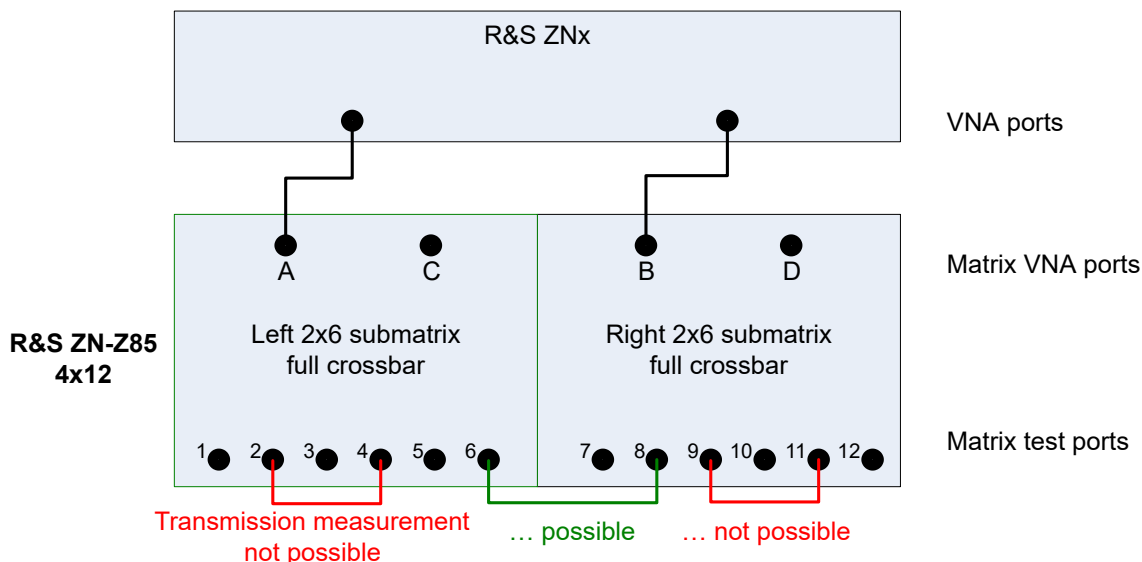 R&S ZNx
VNA ports
A
C
B
D
Matrix VNA ports
R&S ZN-Z85
4x12
Left 2x6 submatrix
full crossbar
Right 2x6 submatrix
full crossbar
1 2 3 4 5 6 7 8 9 10 11 12
Matrix test ports
Transmission measurement
not possible
… possible
… not possible